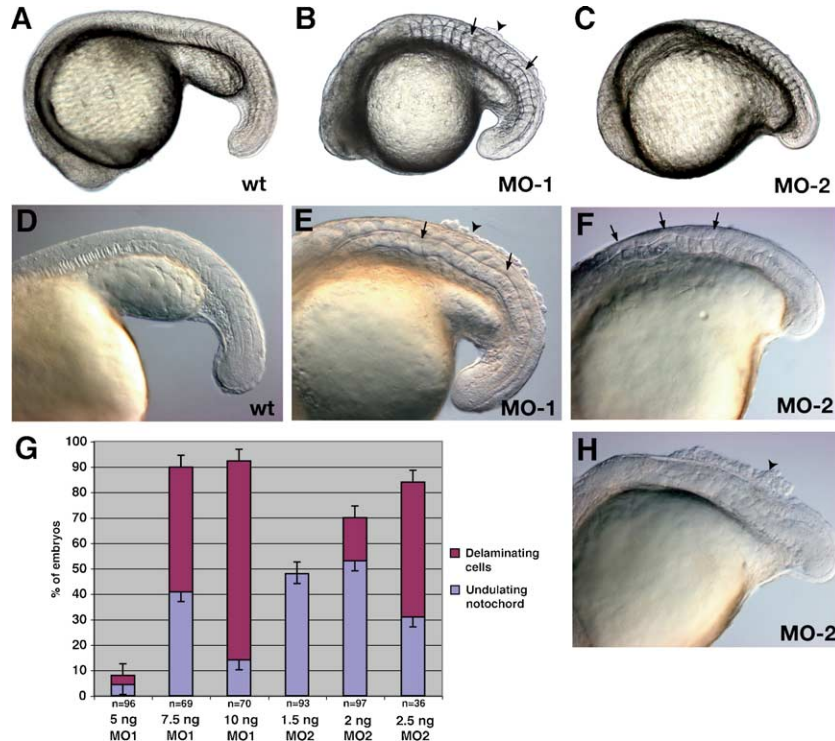 A
wt
B
MO-1
C
MO-2
D
wt
E
MO-1
F
MO-2
G
100
90
80
70
60
50
40
30
20
10
0
% of embryos
n=96 n=69 n=70 n=93 n=97 n=36
5 ng 7.5 ng 10 ng 1.5 ng 2 ng 2.5 ng
MO1 MO1 MO1 MO2 MO2 MO2
Delaminating
cells
Undulating
notochord
H
MO-2